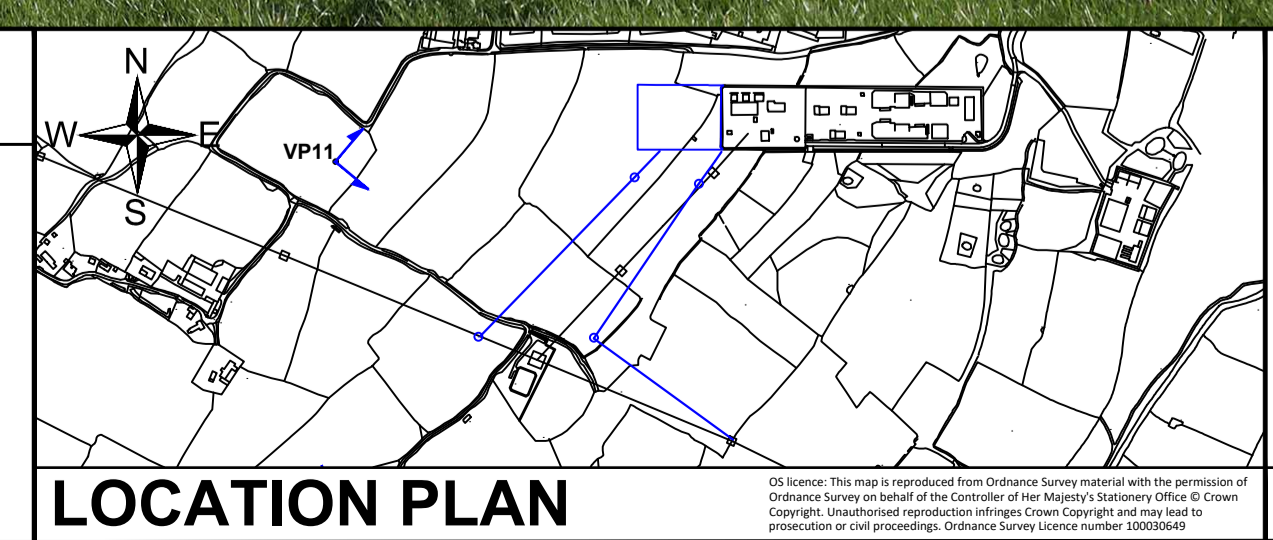 N
W
E
S
VP11
LOCATION PLAN
OS licence: This map is reproduced from Ordnance Survey material with the permission of
Ordnance Survey on behalf of the Controller of Her Majesty's Stationery Office © Crown
Copyright. Unauthorised reproduction infringes Crown Copyright and may lead to
prosecution or civil proceedings. Ordnance Survey Licence number 100030649